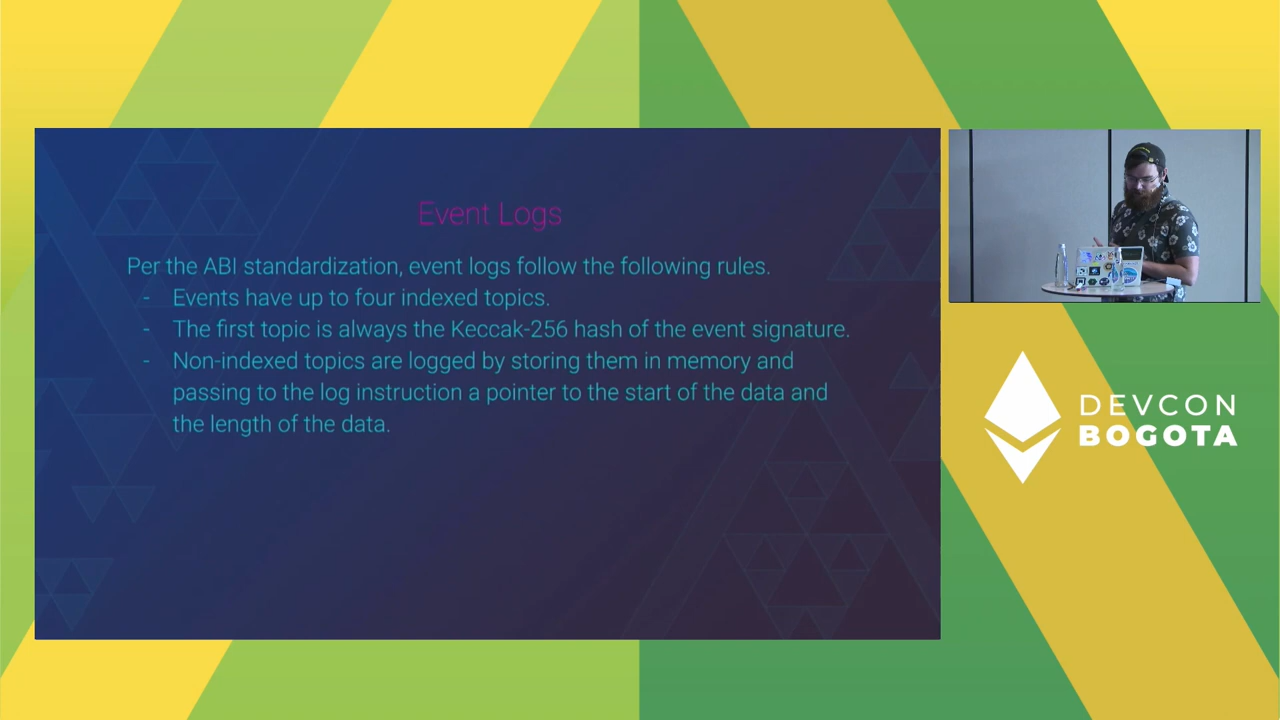 Event Logs
Per the ABI standardization, event logs follow the following rules.
- Events have up to four indexed topics.
- The first topic is always the Keccak-256 hash of the event signature.
- Non-indexed topics are logged by storing them in memory and
passing to the log instruction a pointer to the start of the data and
the length of the data.
DEVCON
BOGOTA